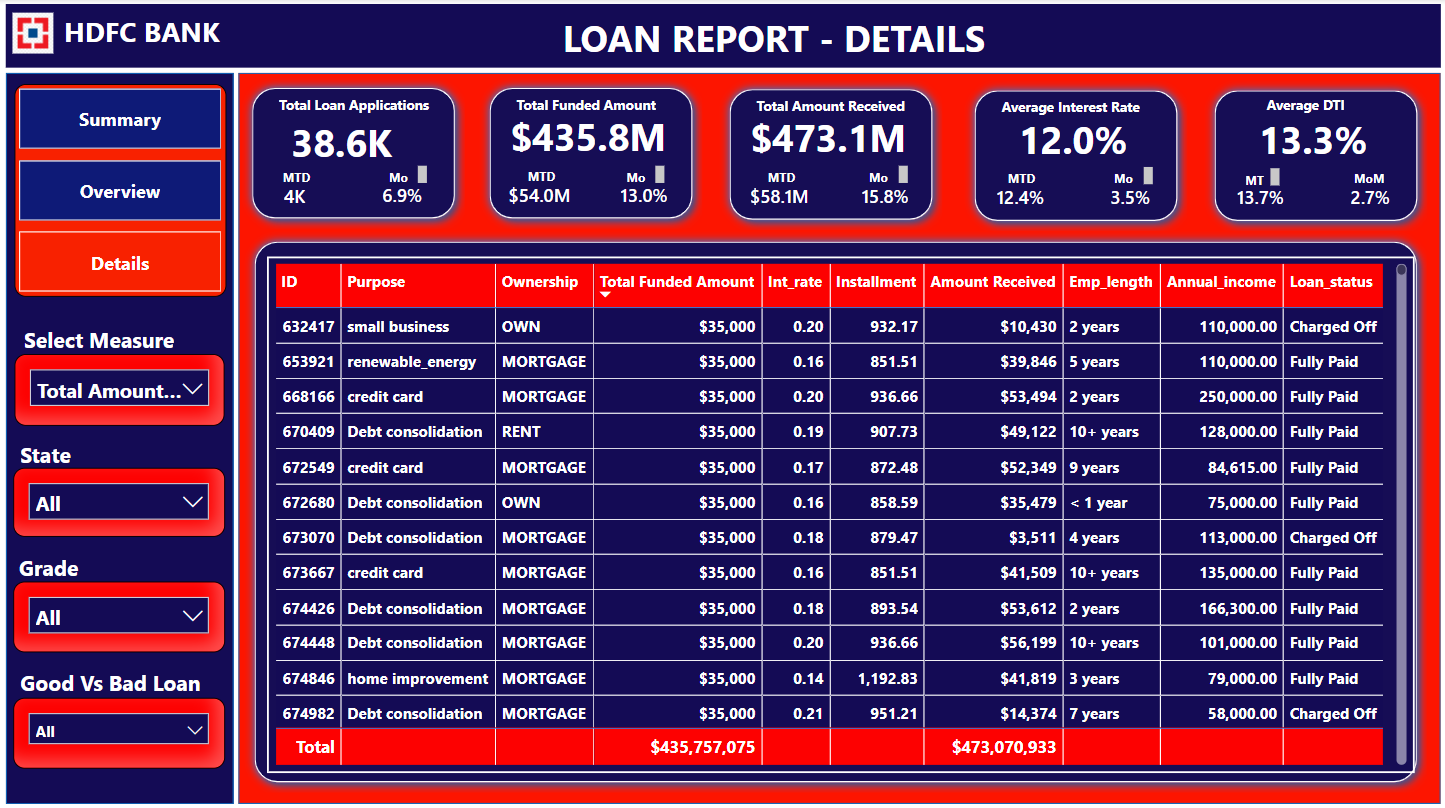 HDFC BANK
LOAN REPORT - DETAILS
Summary
Overview
Details
Select Measure
Total Amount...
State
All
Grade
All
Good Vs Bad Loan
All
Total Loan Applications
38.6K
MTD Mo
4K 6.9%
Total Funded Amount
$435.8M
MTD Mo
$54.0M 13.0%
Total Amount Received
$473.1M
MTD Mo
$58.1M 15.8%
Average Interest Rate
12.0%
MTD Mo
12.4% 3.5%
Average DTI
13.3%
MT MoM
13.7% 2.7%
ID Purpose Ownership Total Funded Amount Int_rate Installment Amount Received Emp_length Annual_income Loan_status
632417 small business OWN $35,000 0.20 932.17 $10,430 2 years 110,000.00 Charged Off
653921 renewable_energy MORTGAGE $35,000 0.16 851.51 $39,846 5 years 110,000.00 Fully Paid
668166 credit card MORTGAGE $35,000 0.20 936.66 $53,494 2 years 250,000.00 Fully Paid
670409 Debt consolidation RENT $35,000 0.19 907.73 $49,122 10+ years 128,000.00 Fully Paid
672549 credit card MORTGAGE $35,000 0.17 872.48 $52,349 9 years 84,615.00 Fully Paid
672680 Debt consolidation OWN $35,000 0.16 858.59 $35,479 < 1 year 75,000.00 Fully Paid
673070 Debt consolidation MORTGAGE $35,000 0.18 879.47 $3,511 4 years 113,000.00 Charged Off
673667 credit card MORTGAGE $35,000 0.16 851.51 $41,509 10+ years 135,000.00 Fully Paid
674426 Debt consolidation MORTGAGE $35,000 0.18 893.54 $53,612 2 years 166,300.00 Fully Paid
674448 Debt consolidation MORTGAGE $35,000 0.20 936.66 $56,199 10+ years 101,000.00 Fully Paid
674846 home improvement MORTGAGE $35,000 0.14 1,192.83 $41,819 3 years 79,000.00 Fully Paid
674982 Debt consolidation MORTGAGE $35,000 0.21 951.21 $14,374 7 years 58,000.00 Charged Off
Total $435,757,075 $473,070,933